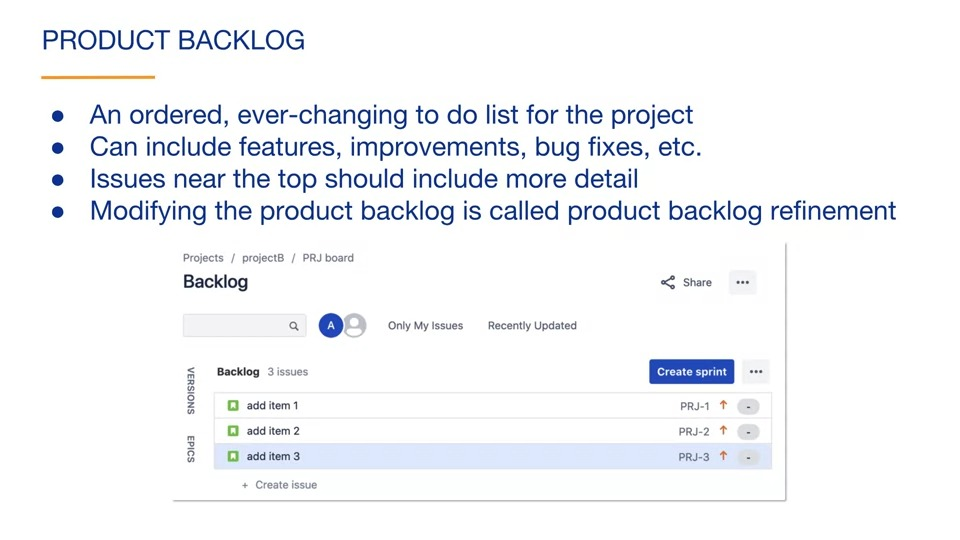 PRODUCT BACKLOG
● An ordered, ever-changing to do list for the project
● Can include features, improvements, bug fixes, etc.
● Issues near the top should include more detail
● Modifying the product backlog is called product backlog refinement
Projects / projectB / PRJ board
Backlog
Share
A
Only My Issues
Recently Updated
VERSIONS
EPICS
Backlog 3 issues
Create sprint
add item 1 PRJ-1 -
add item 2 PRJ-2 -
add item 3 PRJ-3 -
+ Create issue